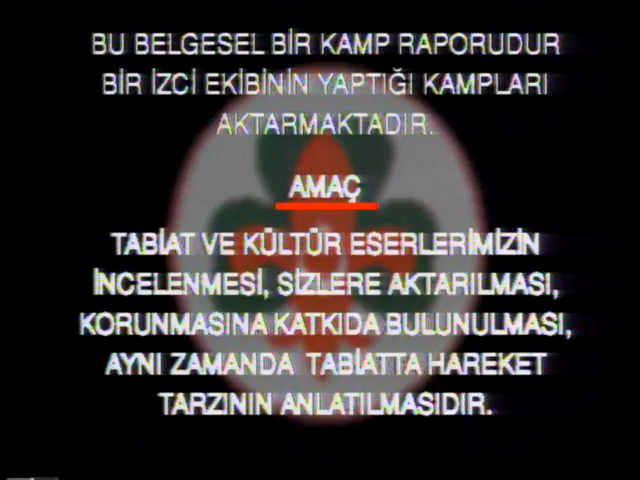 BU BELGESEL BİR KAMP RAPORUDUR
BİR İZCİ EKİBİNİN YAPTIĞI KAMPLARI
AKTARMAKTADIR.
AMAÇ
TABİAT VE KÜLTÜR ESERLERİMİZİN
İNCELENMESİ, SİZLERE AKTARILMASI,
KORUNMASINA KATKIDA BULUNULMASI,
AYNI ZAMANDA TABİATTA HAREKET
TARZININ ANLATILMASIDIR.